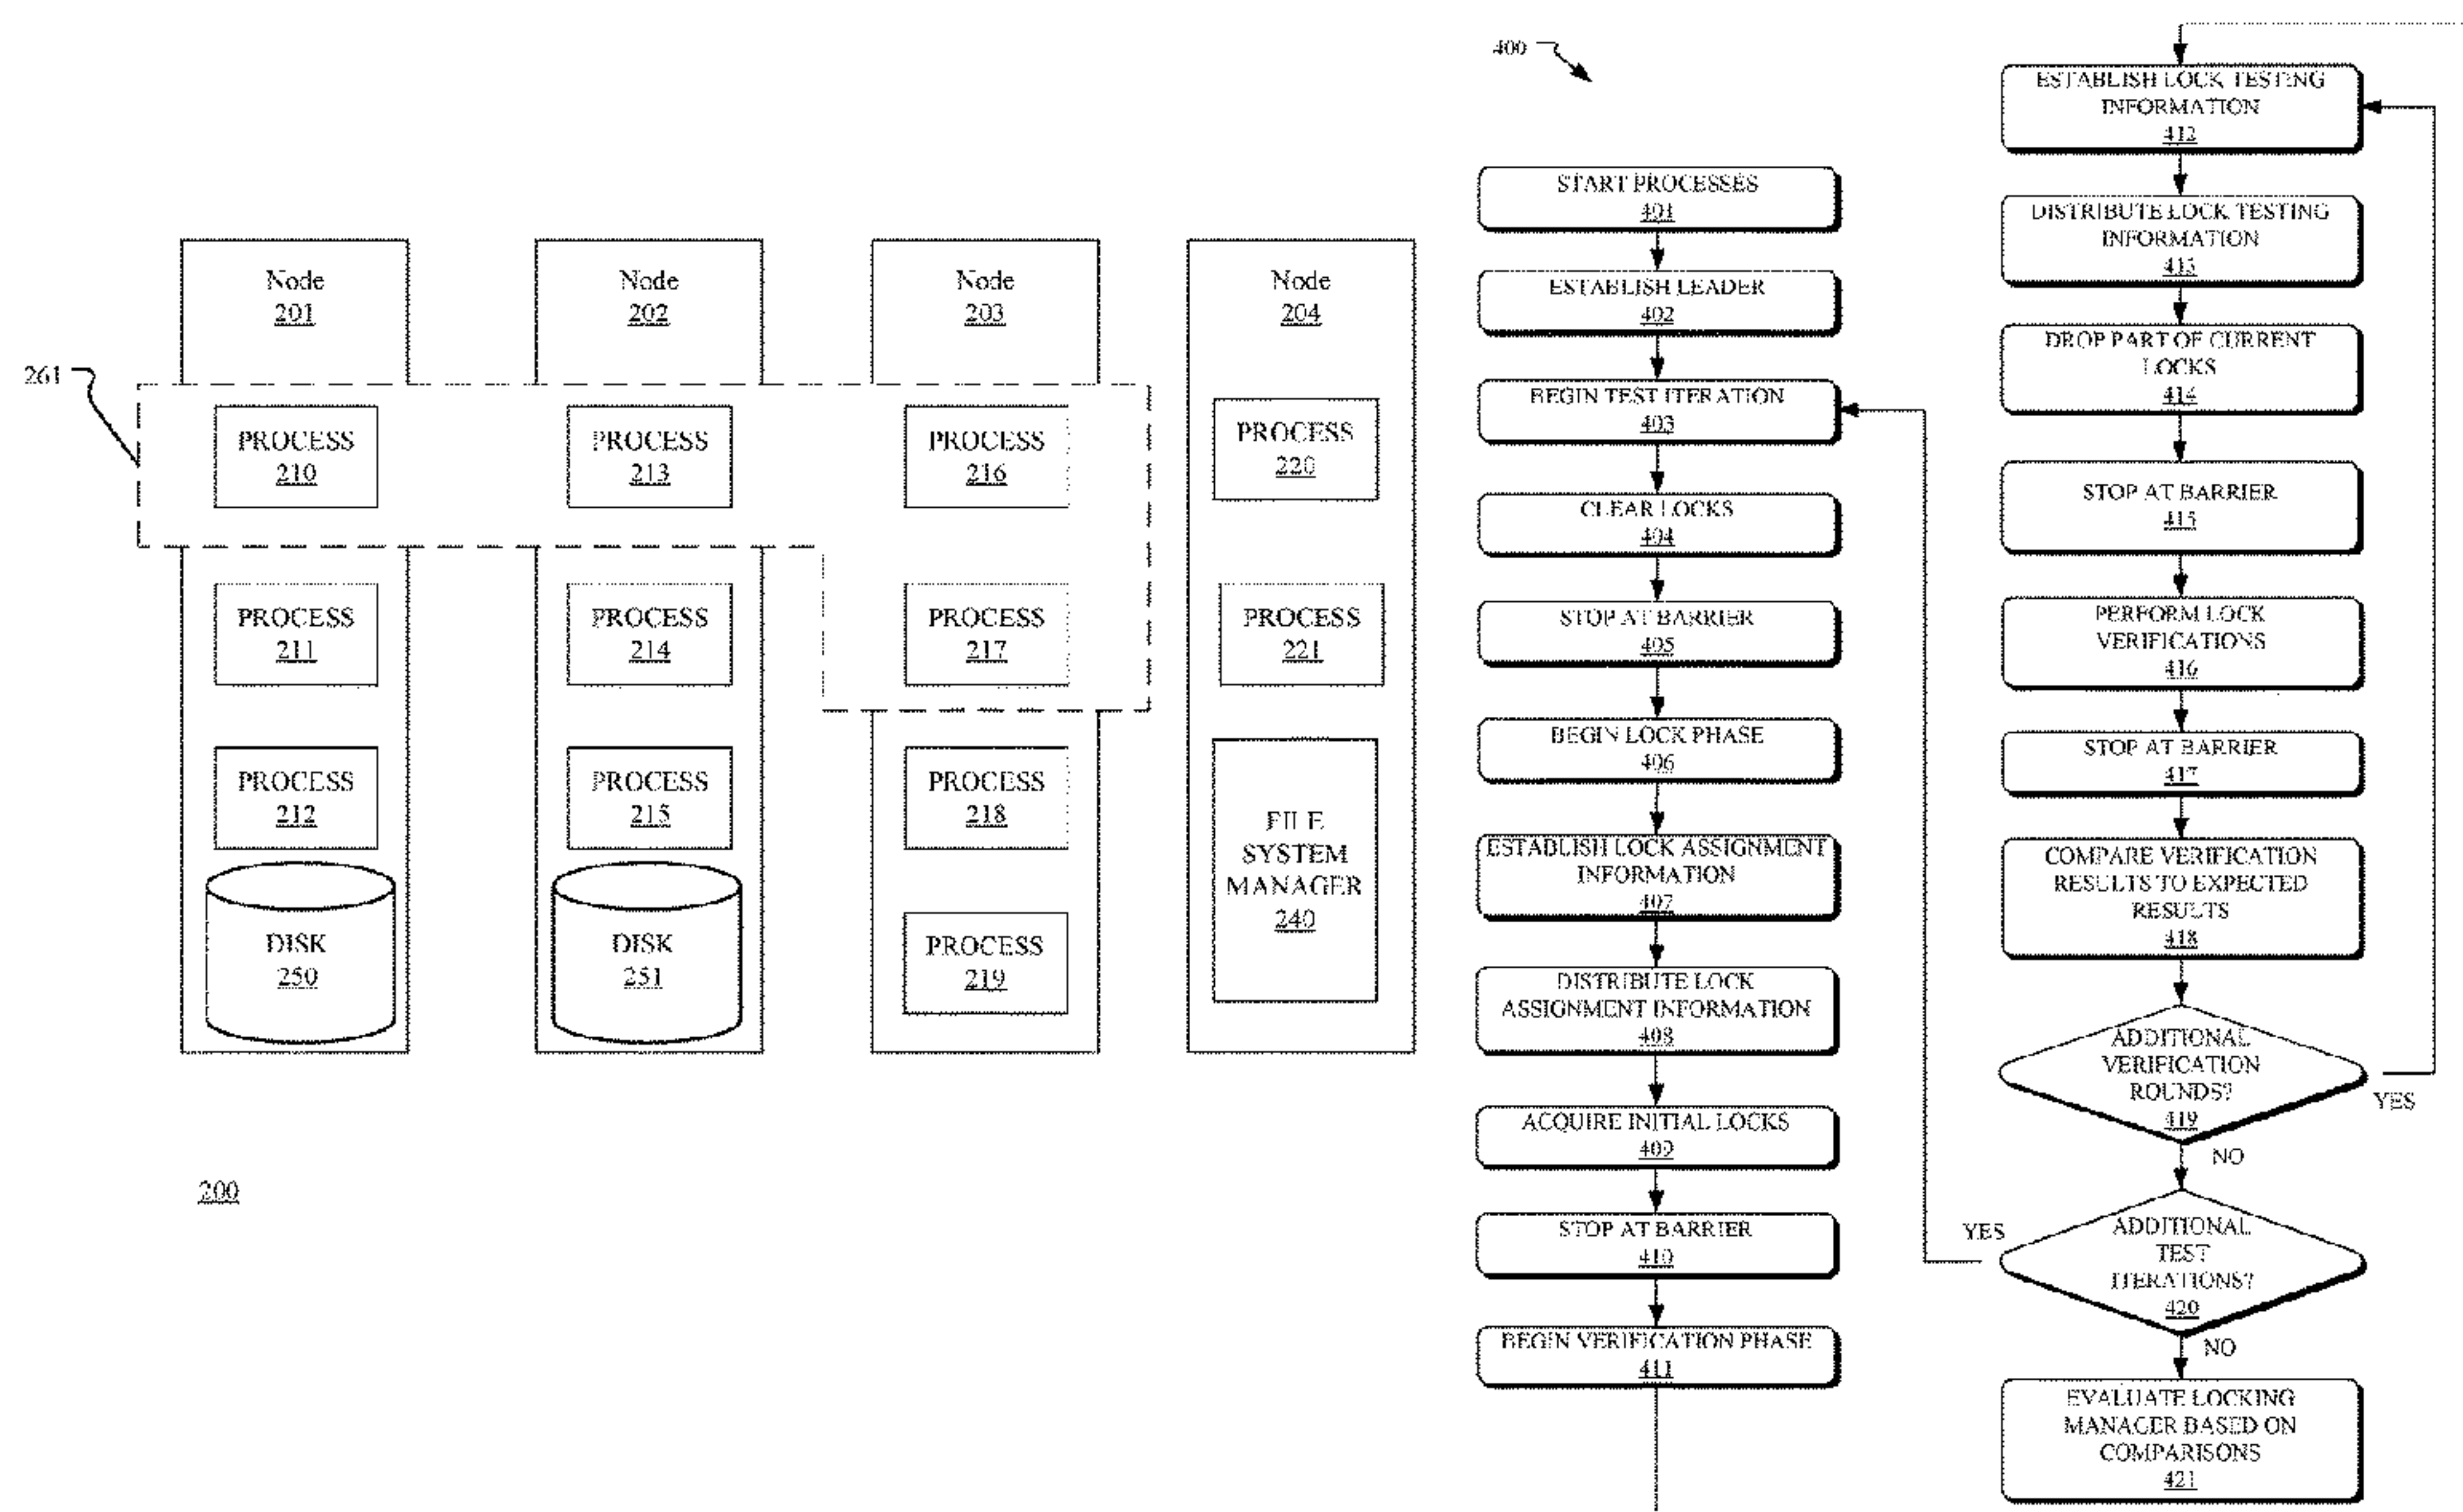 261
Node
201
PROCESS
210
PROCESS
211
PROCESS
212
DISK
250
Node
202
PROCESS
213
PROCESS
214
PROCESS
215
DISK
251
Node
203
PROCESS
216
PROCESS
217
PROCESS
218
PROCESS
219
Node
204
PROCESS
220
PROCESS
221
FILE
SYSTEM
MANAGER
240
200
400
START PROCESSES
401
ESTABLISH LEADER
402
BEGIN TEST ITERATION
403
CLEAR LOCKS
404
STOP AT BARRIER
405
BEGIN LOCK PHASE
406
ESTABLISH LOCK ASSIGNMENT
INFORMATION
407
DISTRIBUTE LOCK
ASSIGNMENT INFORMATION
408
ACQUIRE INITIAL LOCKS
409
STOP AT BARRIER
410
BEGIN VERIFICATION PHASE
411
ESTABLISH LOCK TESTING
INFORMATION
412
DISTRIBUTE LOCK TESTING
INFORMATION
413
DROP PART OF CURRENT
LOCKS
414
STOP AT BARRIER
415
PERFORM LOCK
VERIFICATIONS
416
STOP AT BARRIER
417
COMPARE VERIFICATION
RESULTS TO EXPECTED
RESULTS
418
ADDITIONAL
VERIFICATION
ROUNDS?
419
YES
NO
ADDITIONAL
TEST
ITERATIONS?
420
YES
NO
EVALUATE LOCKING
MANAGER BASED ON
COMPARISONS
421